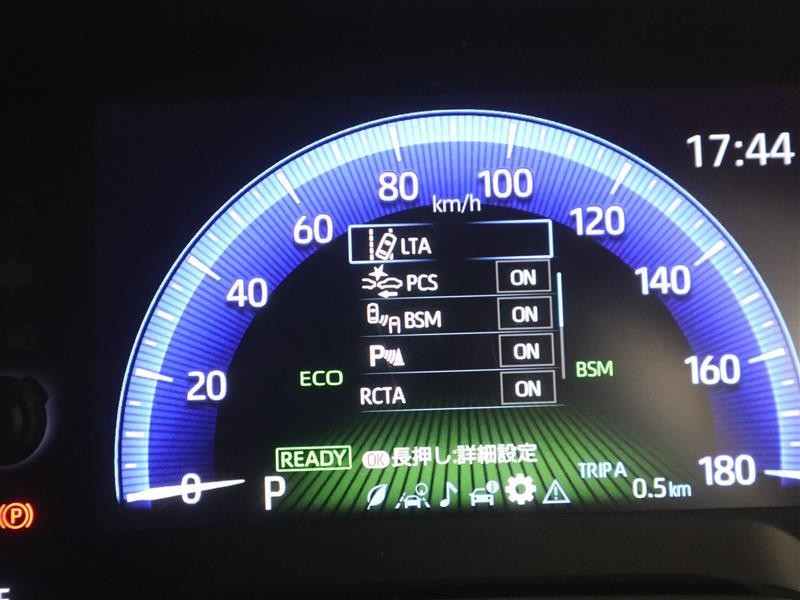 17:44
80
100
km/h
60
120
LTA
40
140
PCS ON
BSM ON
P ON
20
ECO
BSM
160
RCTA ON
READY
OK 長押し:詳細設定
TRIP A
180
0
P
0.5 km
P